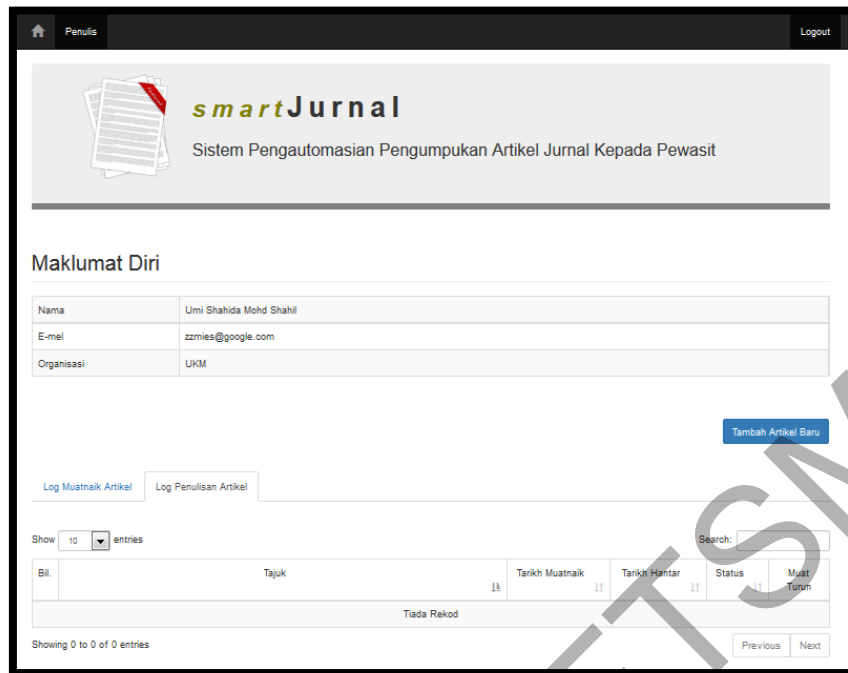 Penulis Logout
smartJurnal
Sistem Pengautomasian Pengumpukan Artikel Jurnal Kepada Pewasit
Maklumat Diri
Nama Umi Shahida Mohd Shahil
E-mel zzmies@google.com
Organisasi UKM
Tambah Artikel Baru
Log Muatnaik Artikel Log Penulisan Artikel
Show 10 entries Search:
Bil. Tajuk Tarikh Muatnaik Tarikh Hantar Status Muat
Turun
Tiada Rekod
Showing 0 to 0 of 0 entries Previous Next